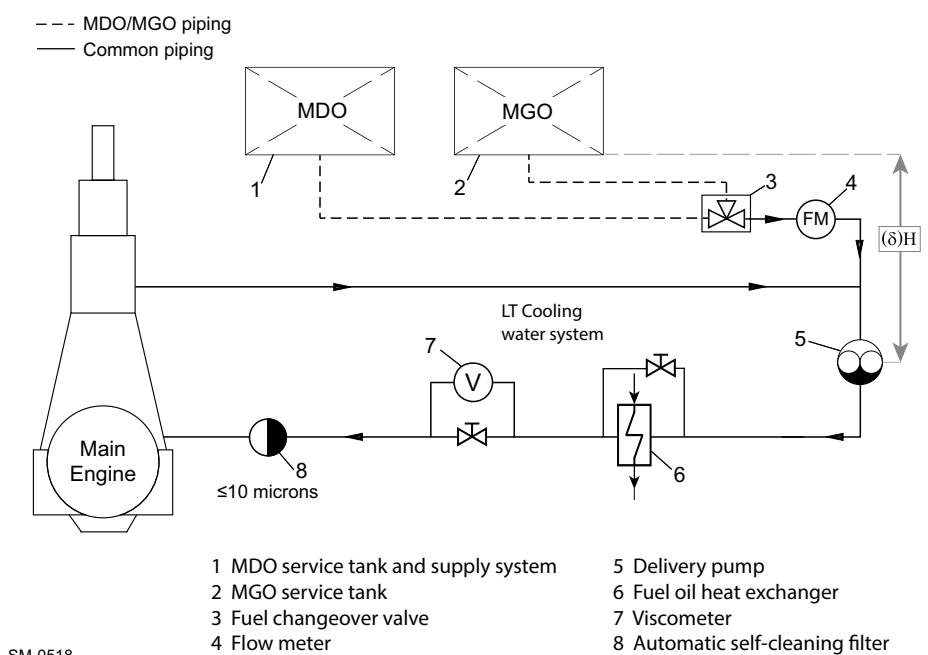 MDO/MGO piping
Common piping
MDO
MGO
1
2
3
4
FM
(δ)H
LT Cooling
water system
5
7
V
6
8
≤10 microns
Main
Engine
1 MDO service tank and supply system
2 MGO service tank
3 Fuel changeover valve
4 Flow meter
5 Delivery pump
6 Fuel oil heat exchanger
7 Viscometer
8 Automatic self-cleaning filter
SM-0518